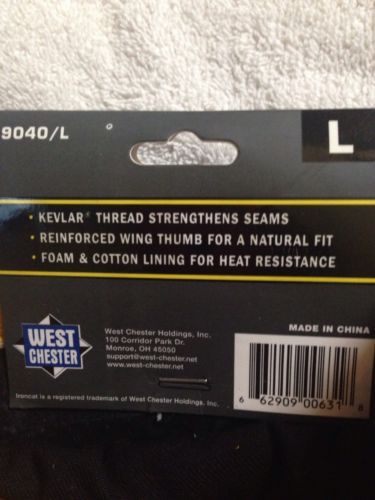 9040/L
L
• KEVLAR® THREAD STRENGTHENS SEAMS
• REINFORCED WING THUMB FOR A NATURAL FIT
• FOAM & COTTON LINING FOR HEAT RESISTANCE
WEST
CHESTER
West Chester Holdings, Inc.
100 Corridor Park Dr.
Monroe, OH 45050
support@west-chester.net
www.west-chester.net
MADE IN CHINA
6 62909 00631 8
Ironcat is a registered trademark of West Chester Holdings, Inc.